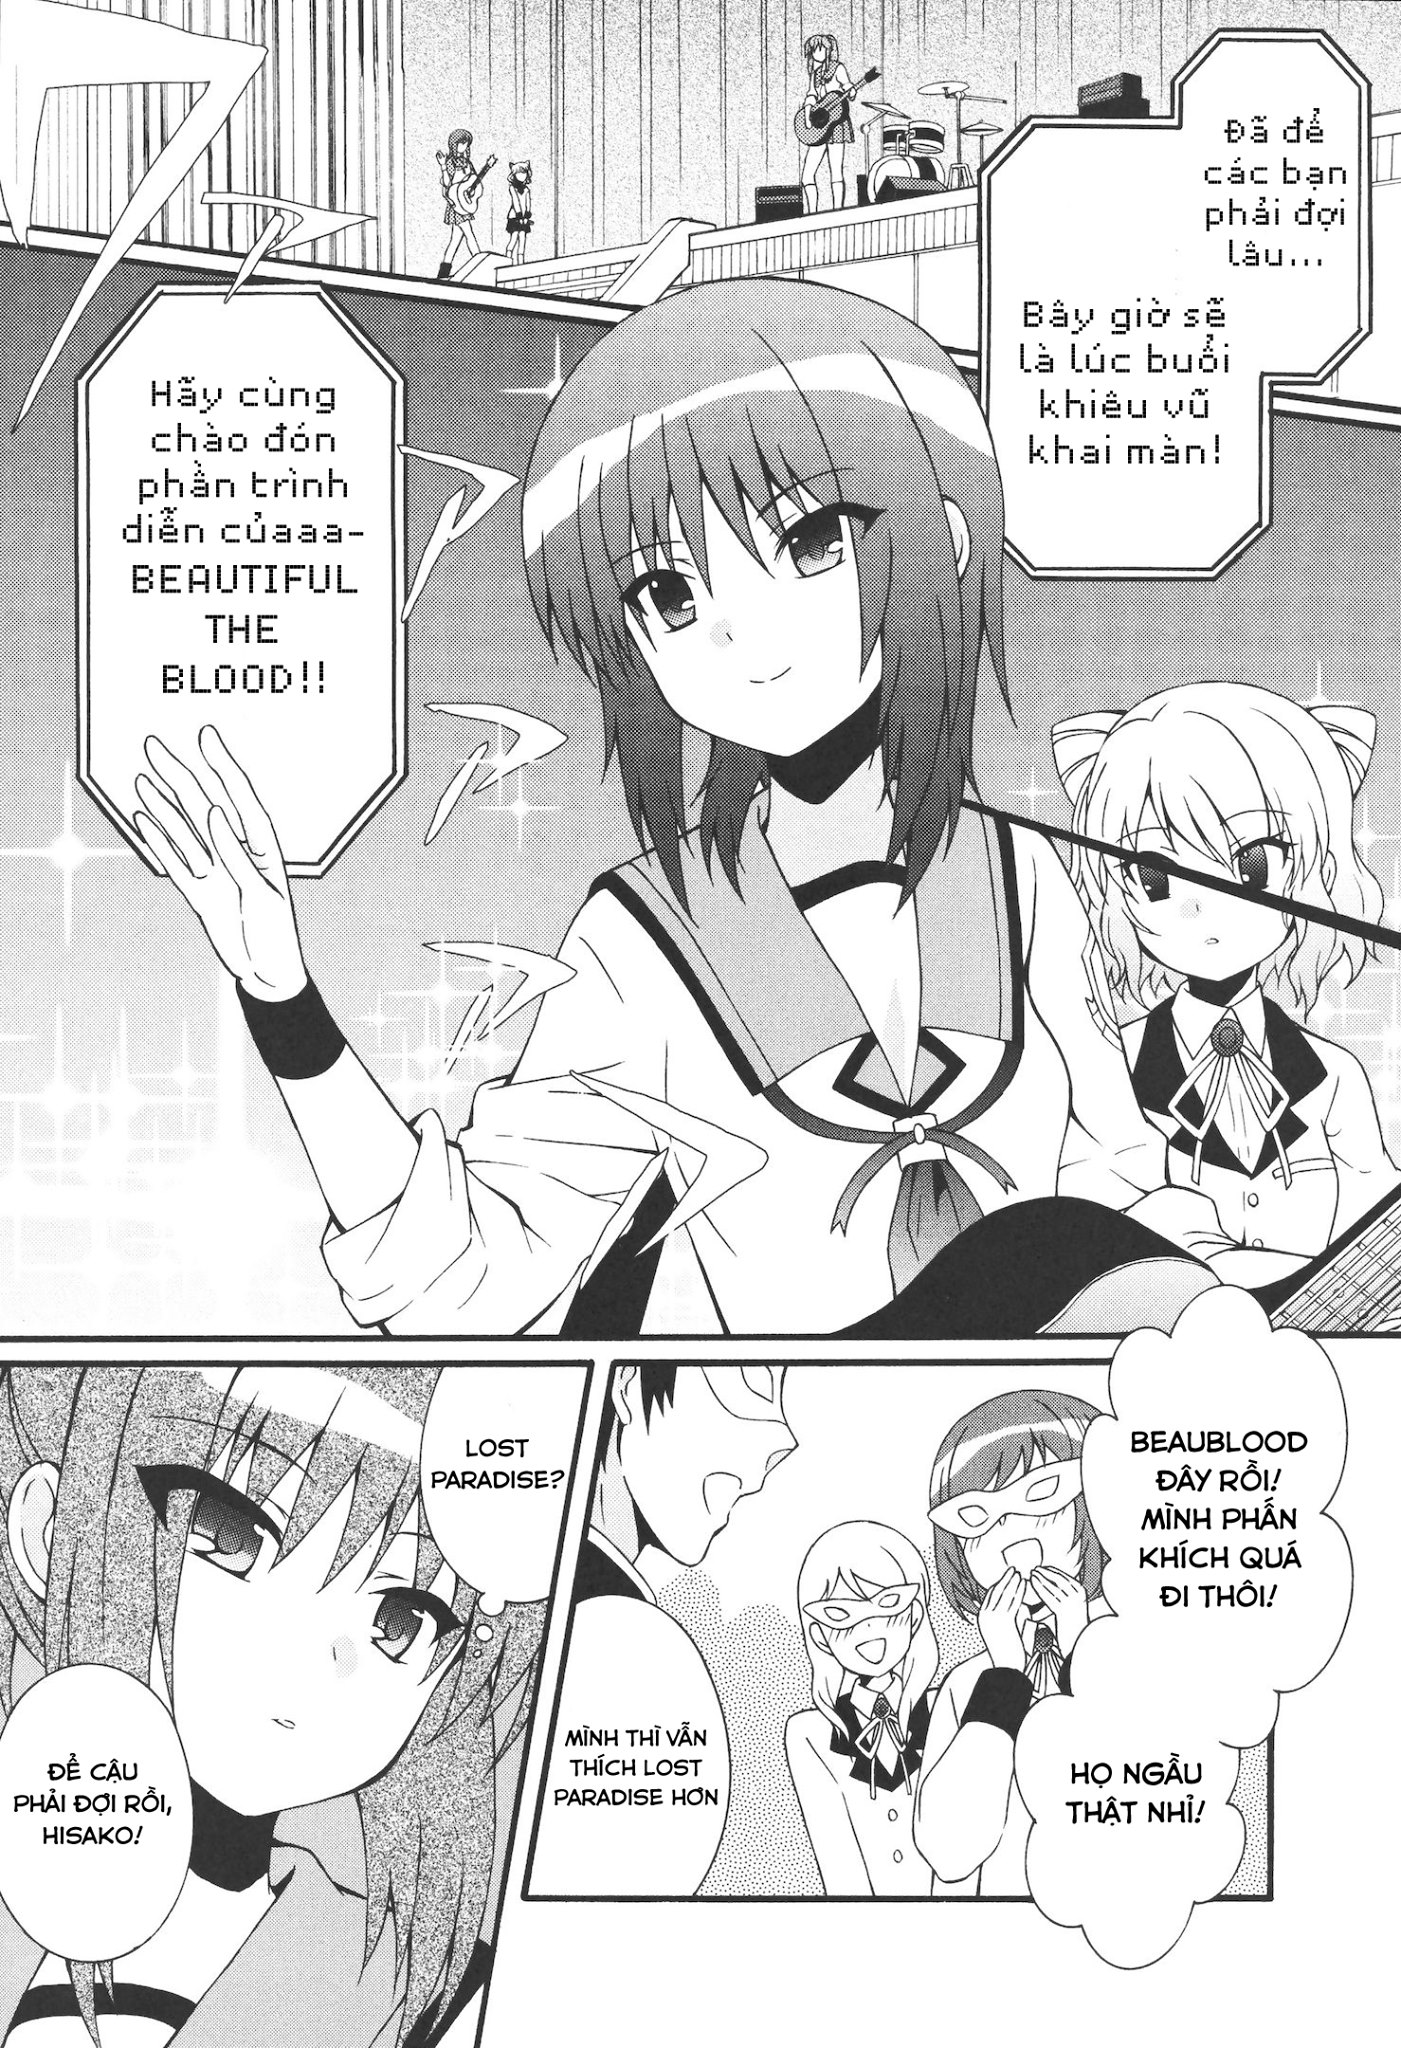 Đã để
các bạn
phải đợi
lâu...
Bây giờ sẽ
là lúc buổi
khiêu vũ
khai màn!
Hãy cùng
chào đón
phần trình
diễn củaaa-
BEAUTIFUL
THE
BLOOD!!
BEAUBLOOD
ĐÂY RỒI!
MÌNH PHẤN
KHÍCH QUÁ
ĐI THÔI!
HỌ NGẦU
THẬT NHỈ!
MÌNH THÌ VẪN
THÍCH LOST
PARADISE HƠN
LOST
PARADISE?
ĐỂ CẬU
PHẢI ĐỢI RỒI,
HISAKO!